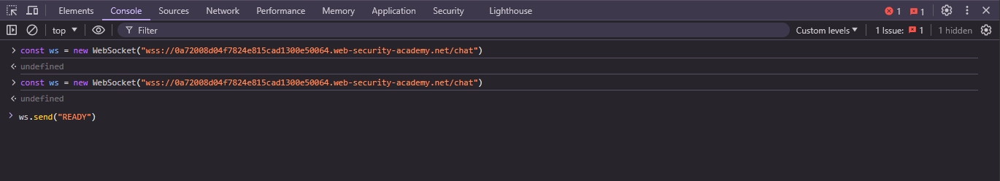 Elements Console Sources Network Performance Memory Application Security Lighthouse 1 1
top Filter Custom levels 1 Issue: 1 1 hidden
const ws = new WebSocket("wss://0a72008d04f7824e815cad1300e50064.web-security-academy.net/chat")
undefined
const ws = new WebSocket("wss://0a72008d04f7824e815cad1300e50064.web-security-academy.net/chat")
undefined
ws.send("READY")